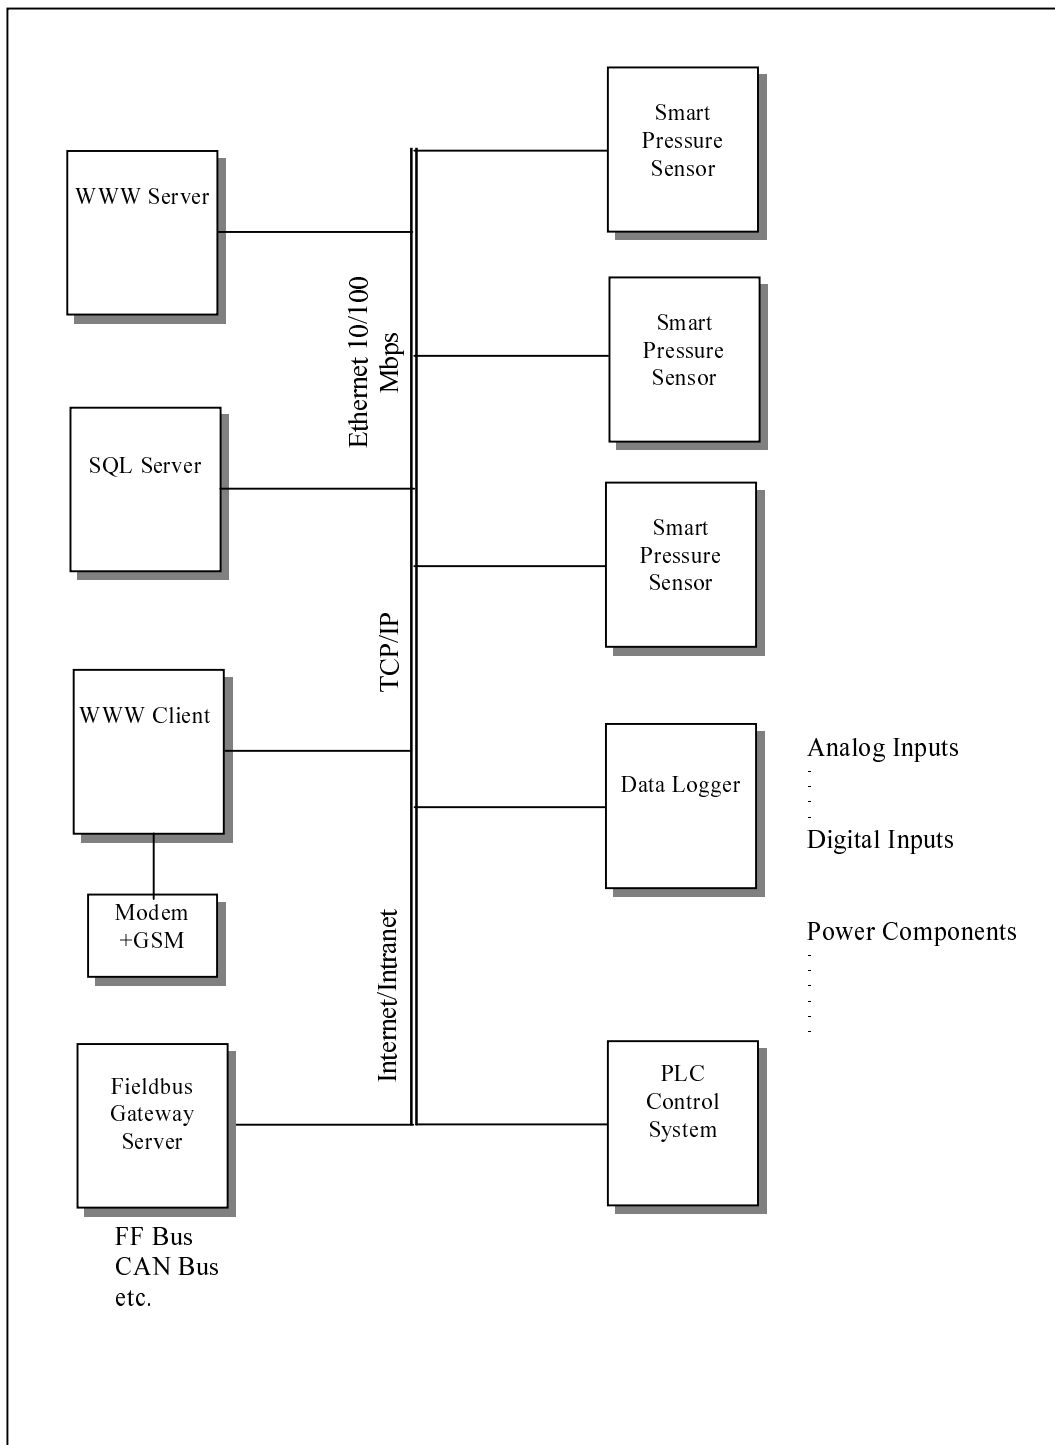 WWW Server
SQL Server
WWW Client
Modem
+GSM
Fieldbus
Gateway
Server
FF Bus
CAN Bus
etc.
Ethernet 10/100
Mbps
TCP/IP
Internet/Intranet
Smart
Pressure
Sensor
Smart
Pressure
Sensor
Smart
Pressure
Sensor
Data Logger
Analog Inputs
Digital Inputs
Power Components
PLC
Control
System